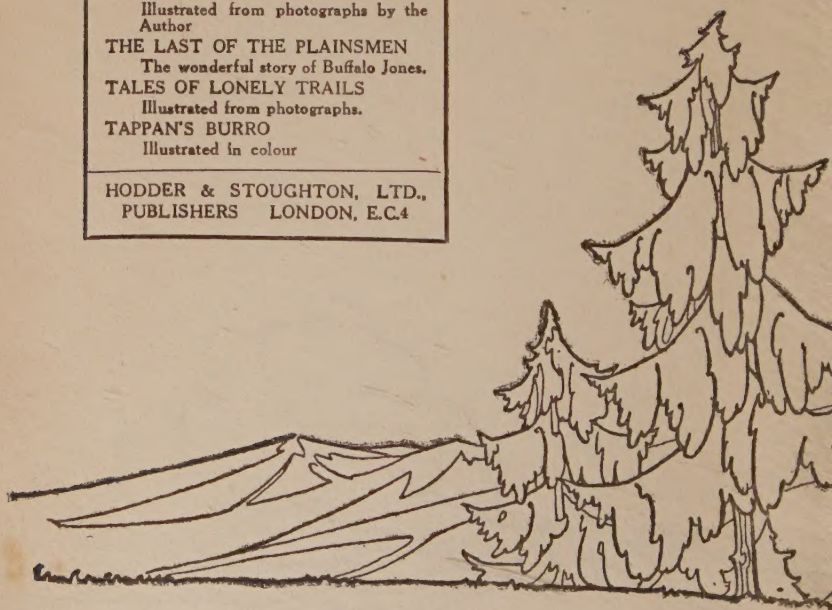 Illustrated from photographs by the
Author
THE LAST OF THE PLAINSMEN
The wonderful story of Buffalo Jones.
TALES OF LONELY TRAILS
Illustrated from photographs.
TAPPAN'S BURRO
Illustrated in colour
HODDER & STOUGHTON, LTD.,
PUBLISHERS LONDON, E.C.4